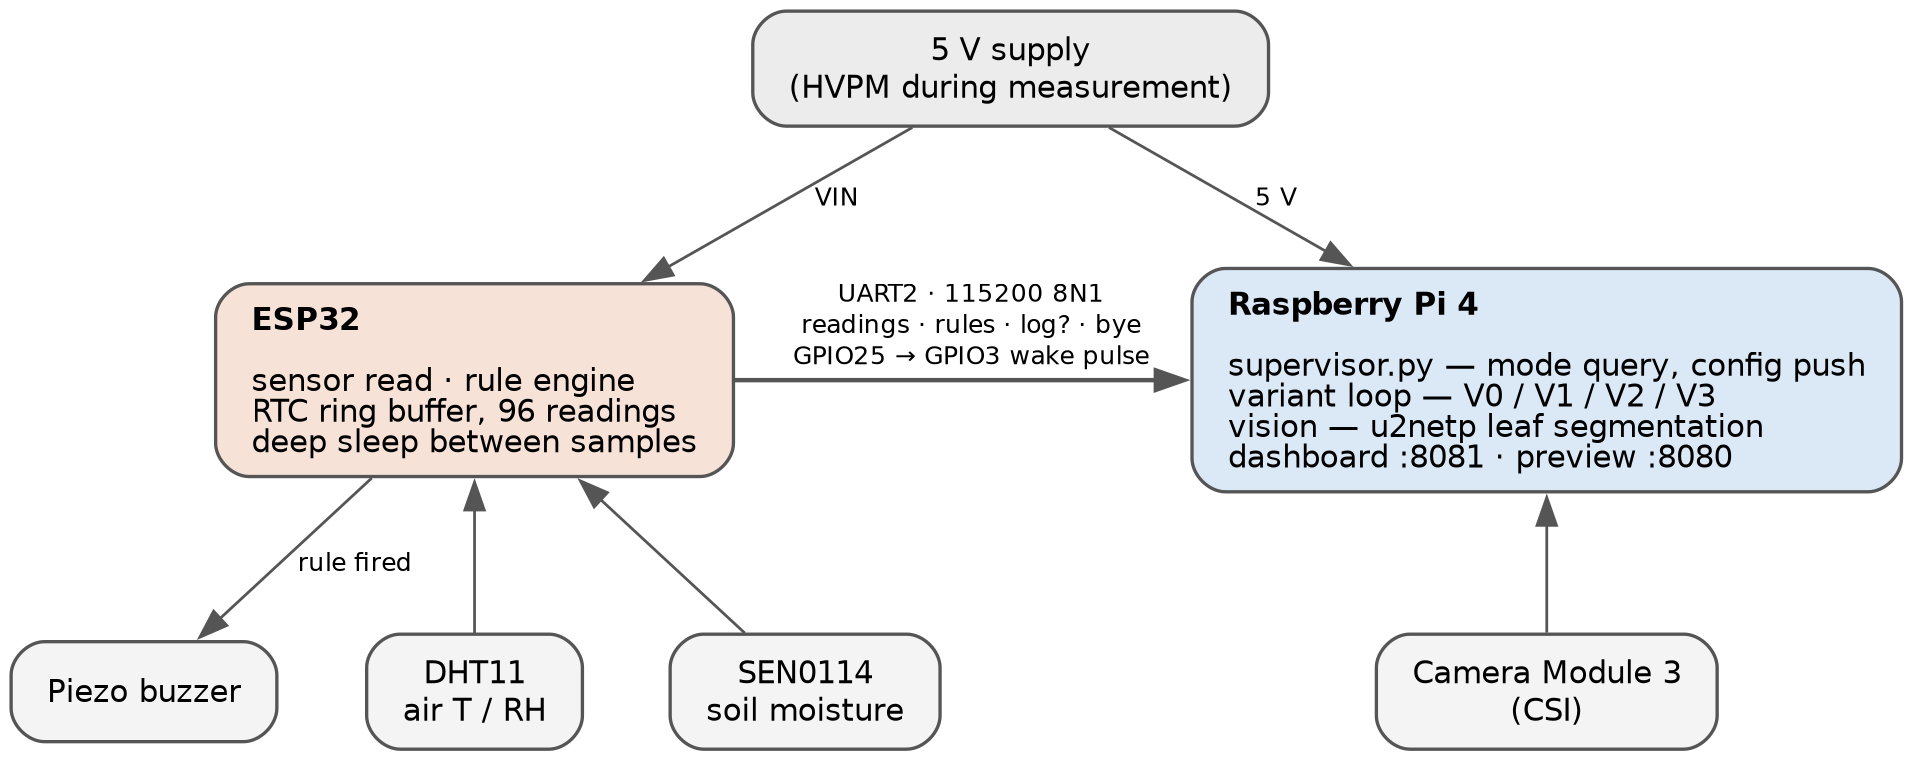 5 V supply
(HVPM during measurement)
VIN
5 V
UART2 · 115200 8N1
readings · rules · log? · bye
GPIO25 → GPIO3 wake pulse
ESP32
sensor read · rule engine
RTC ring buffer, 96 readings
deep sleep between samples
Raspberry Pi 4
supervisor.py — mode query, config push
variant loop — V0 / V1 / V2 / V3
vision — u2netp leaf segmentation
dashboard :8081 · preview :8080
rule fired
Piezo buzzer
DHT11
air T / RH
SEN0114
soil moisture
Camera Module 3
(CSI)